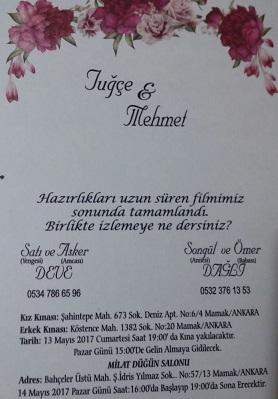 Tuğçe &
Mehmet
Hazırlıkları uzun süren filmimiz
sonunda tamamlandı.
Birlikte izlemeye ne dersiniz?
Satı ve Asker
(Yengesi) (Amcası)
DEVE
0534 786 65 96
Songül ve Ömer
(Annesi) (Babası)
DAĞLİ
0532 376 13 53
Kız Kınası: Şahintepe Mah. 673 Sok. Deniz Apt. No:6/4 Mamak/ANKARA
Erkek Kınası: Köstence Mah. 1382 Sok. No:20 Mamak/ANKARA
Tarih: 13 Mayıs 2017 Cumartesi Saat 19:00' da Kına yakılacaktır.
Pazar Günü 15:00'De Gelin Almaya Gidilecek.
MİLAT DÜĞÜN SALONU
Adres: Bahçeler Üstü Mah. Ş.İdris Yılmaz Sok.. No:57/13 Mamak/ANKARA
14 Mayıs 2017 Pazar Günü Saat:16:00'da Başlayıp 19:00'da Sona Erecektir.